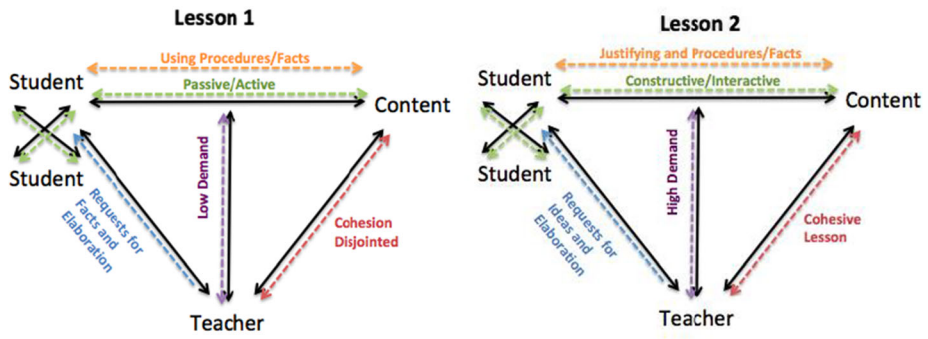 Lesson 1
Using Procedures/Facts
Student
Passive/Active
Content
Student
Low Demand
Requests for
Facts and
Elaboration
Cohesion
Disjointed
Teacher
Lesson 2
Justifying and Procedures/Facts
Student
Constructive/Interactive
Content
Student
High Demand
Requests for
Ideas and
Elaboration
Cohesive
Lesson
Teacher